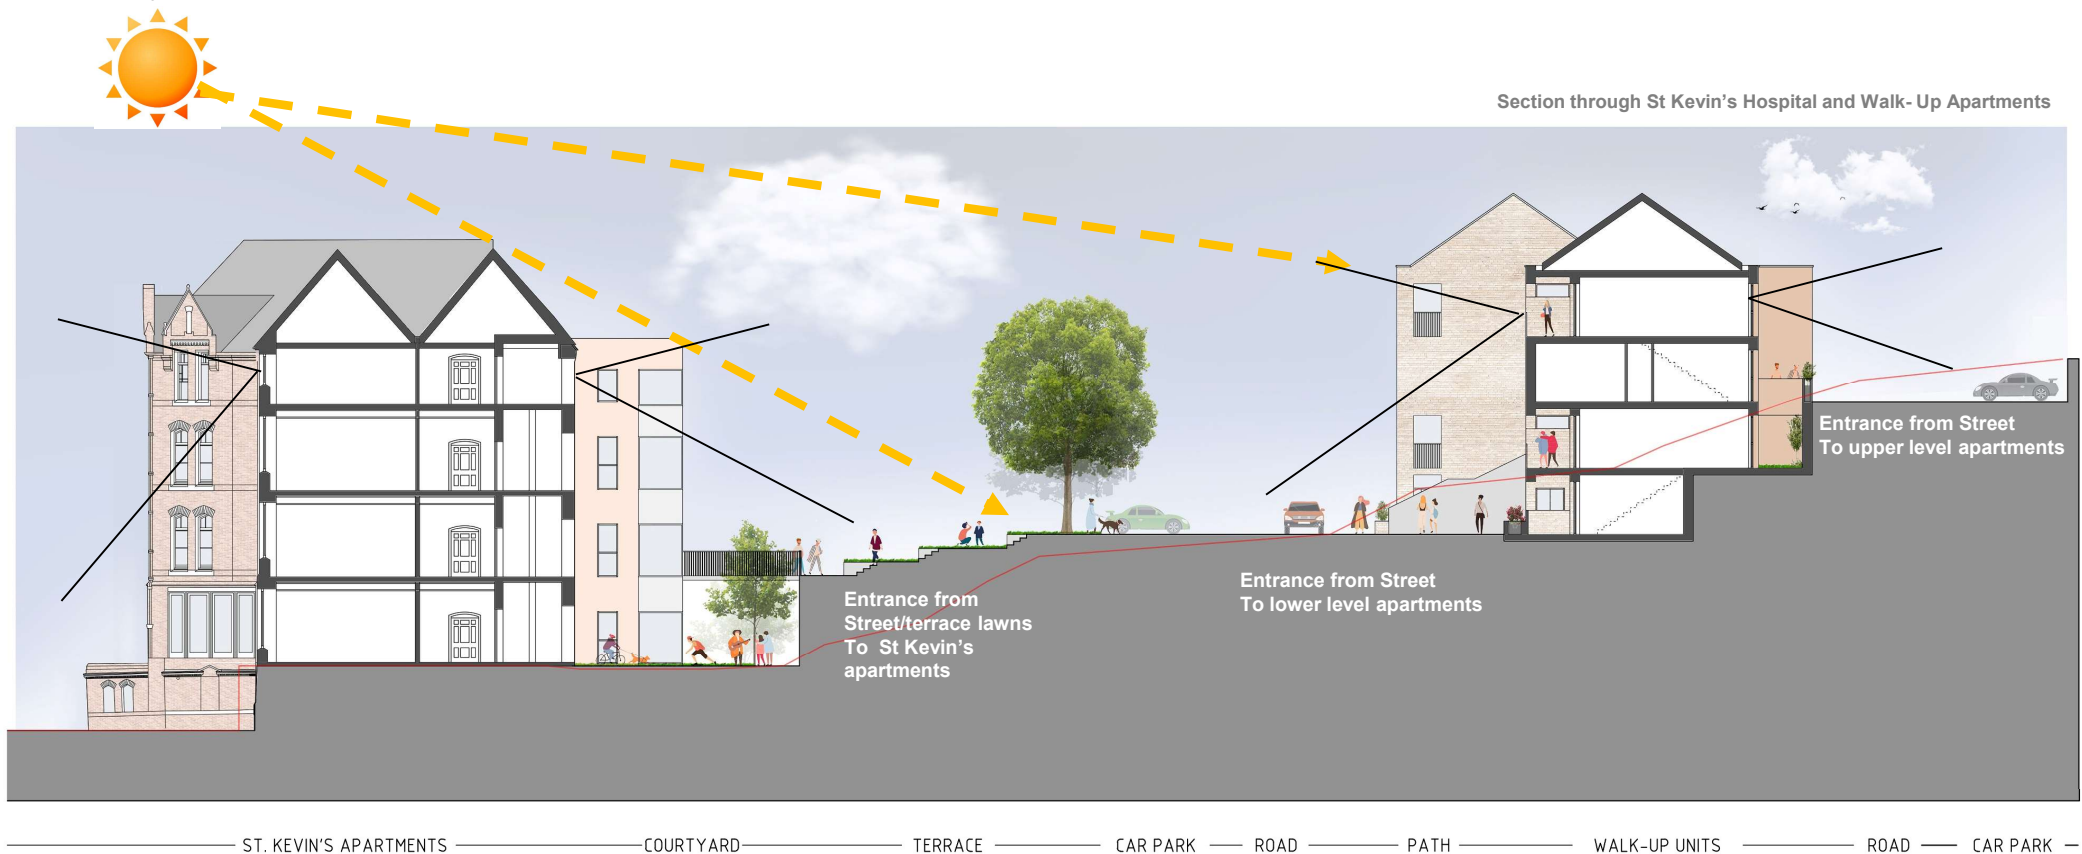 Section through St Kevin's Hospital and Walk- Up Apartments
Entrance from Street
To upper level apartments
Entrance from Street
To lower level apartments
Entrance from
Street/terrace lawns
To St Kevin's
apartments
ST. KEVIN'S APARTMENTS COURTYARD TERRACE CAR PARK ROAD PATH WALK-UP UNITS ROAD CAR PARK